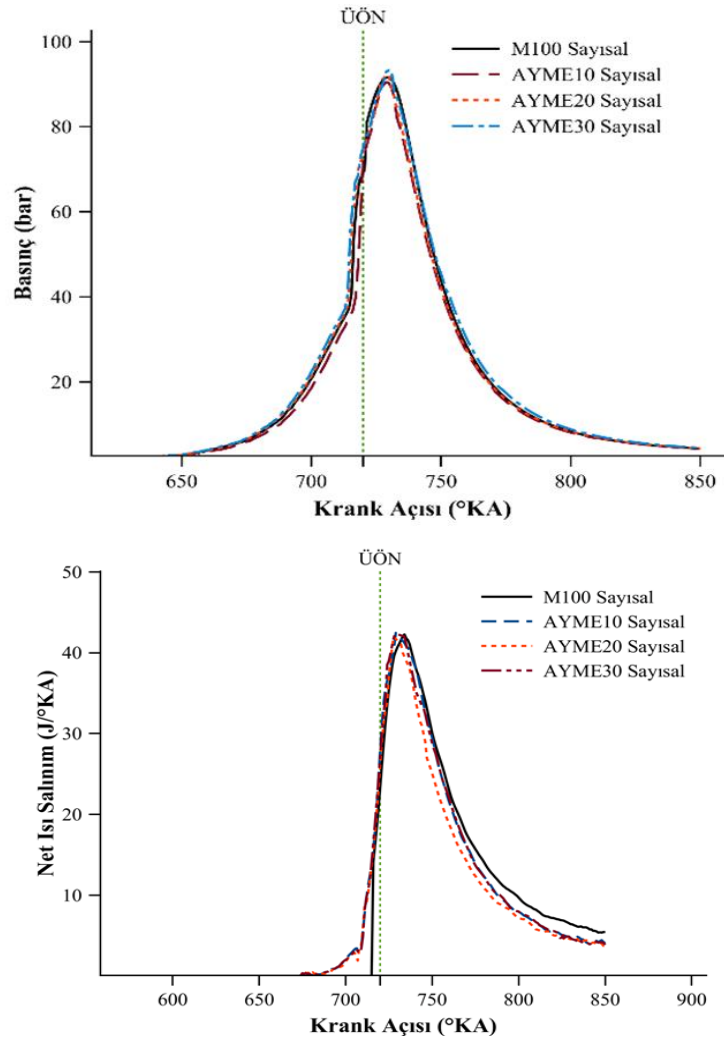 ÜÖN
M100 Sayısal
AYME10 Sayısal
AYME20 Sayısal
AYME30 Sayısal
100
80
60
40
20
Basınç (bar)
650
700
750
800
850
Krank Açısı (°KA)
ÜÖN
M100 Sayısal
AYME10 Sayısal
AYME20 Sayısal
AYME30 Sayısal
50
40
30
20
10
Net Isı Salınım (J/°KA)
600
650
700
750
800
850
900
Krank Açısı (°KA)